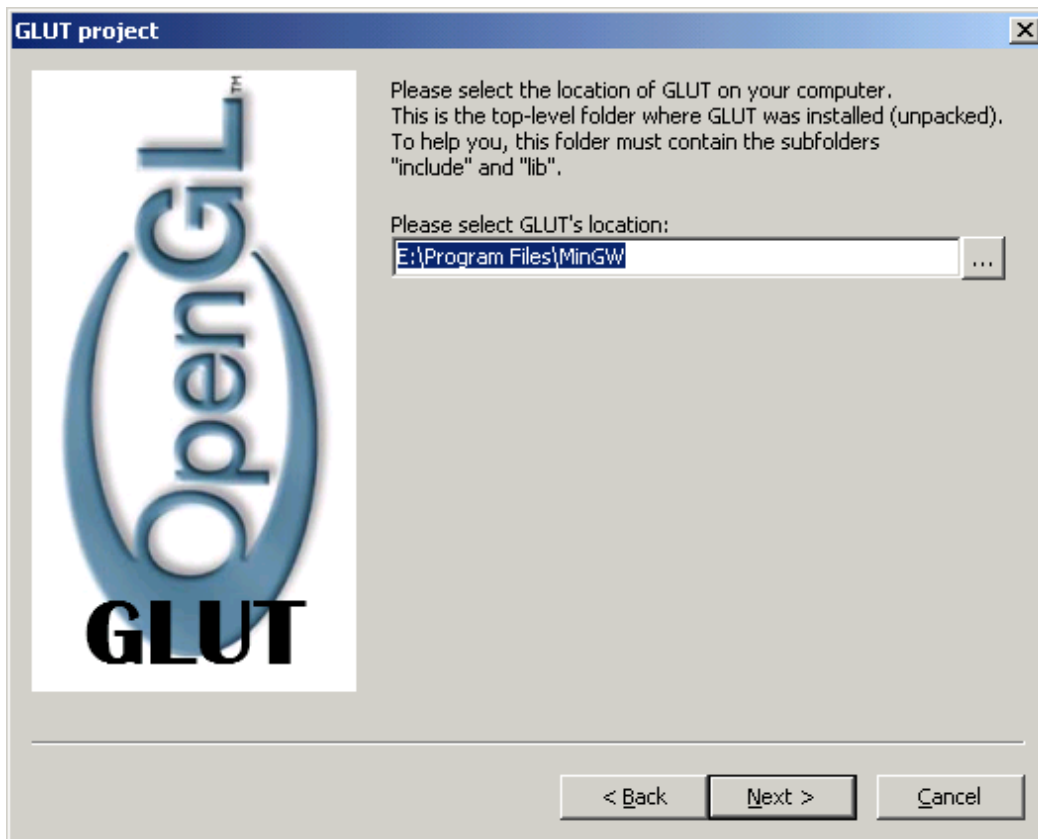 GLUT project
OpenGL™
GLUT
Please select the location of GLUT on your computer.
This is the top-level folder where GLUT was installed (unpacked).
To help you, this folder must contain the subfolders
"include" and "lib".
Please select GLUT's location:
E:\Program Files\MinGW
...
< Back
Next >
Cancel